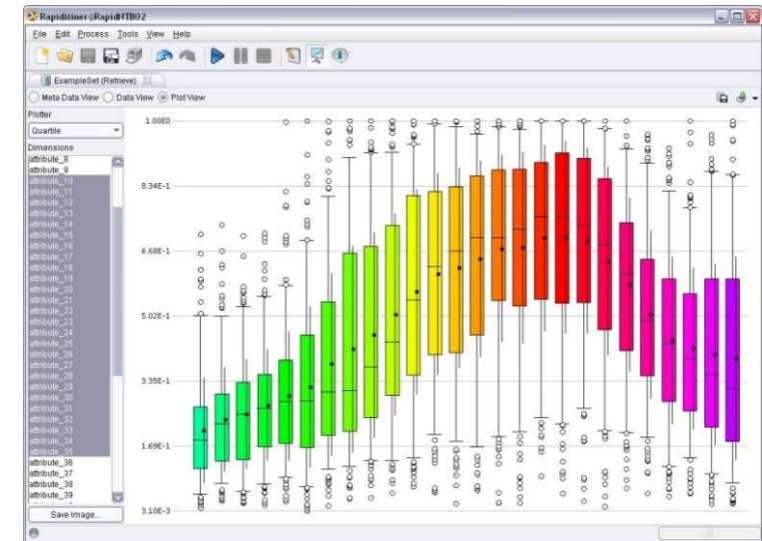 RapidMiner@RapidNTB02
File Edit Process Tools View Help
ExampleSet (Retrieve)
Meta Data View Data View Plot View
Plotter
Quartile
Dimensions
attribute_8
attribute_9
attribute_10
attribute_11
attribute_12
attribute_13
attribute_14
attribute_15
attribute_16
attribute_17
attribute_18
attribute_19
attribute_20
attribute_21
attribute_22
attribute_23
attribute_24
attribute_25
attribute_26
attribute_27
attribute_28
attribute_29
attribute_30
attribute_31
attribute_32
attribute_33
attribute_34
attribute_35
attribute_36
attribute_37
attribute_38
attribute_39
Save Image...
1.00E0
8.34E-1
6.68E-1
5.02E-1
3.35E-1
1.69E-1
3.10E-3